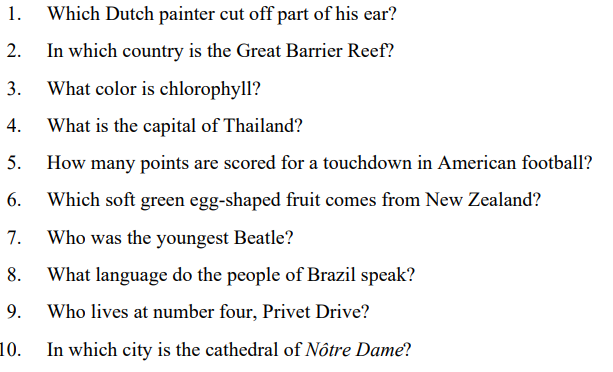 1. Which Dutch painter cut off part of his ear?
2. In which country is the Great Barrier Reef?
3. What color is chlorophyll?
4. What is the capital of Thailand?
5. How many points are scored for a touchdown in American football?
6. Which soft green egg-shaped fruit comes from New Zealand?
7. Who was the youngest Beatle?
8. What language do the people of Brazil speak?
9. Who lives at number four, Privet Drive?
10. In which city is the cathedral of Nôtre Dame?